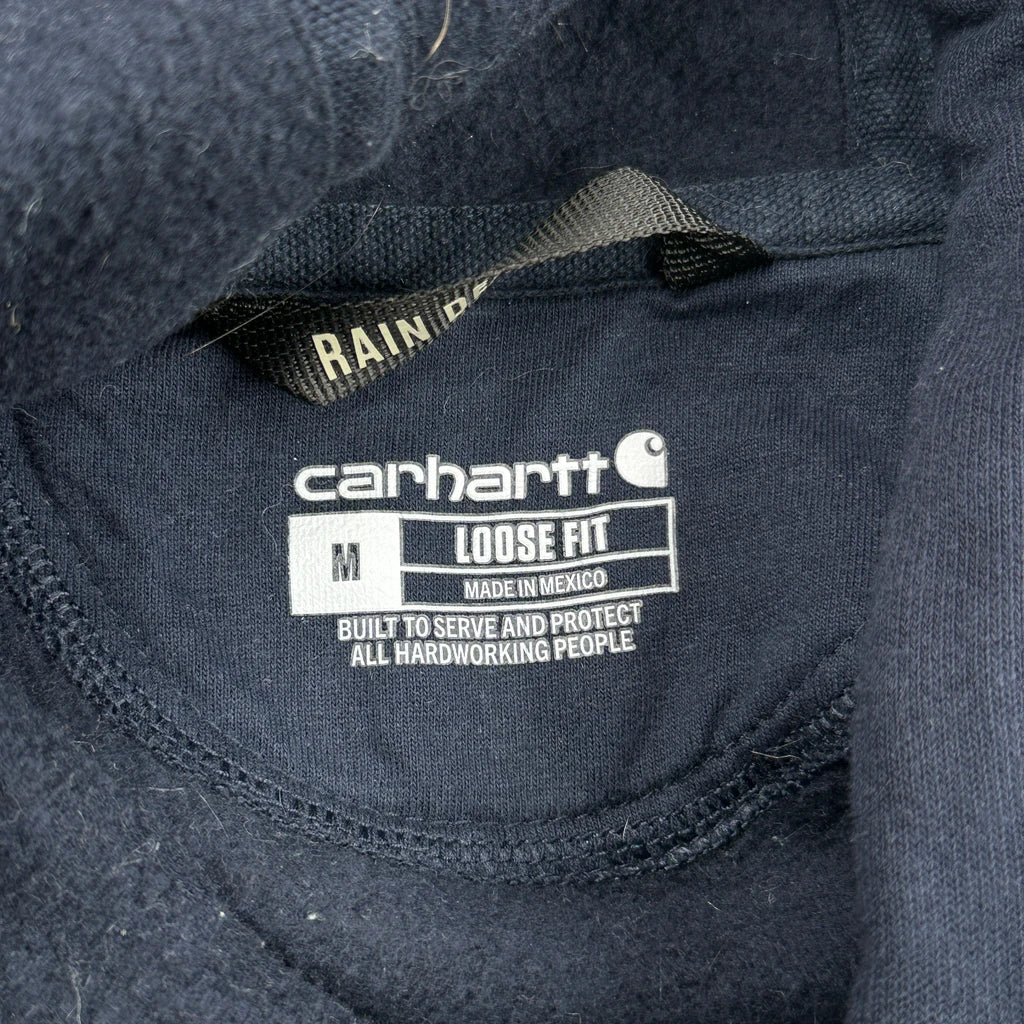 RAIN
carhartt
M
LOOSE FIT
MADE IN MEXICO
BUILT TO SERVE AND PROTECT
ALL HARDWORKING PEOPLE